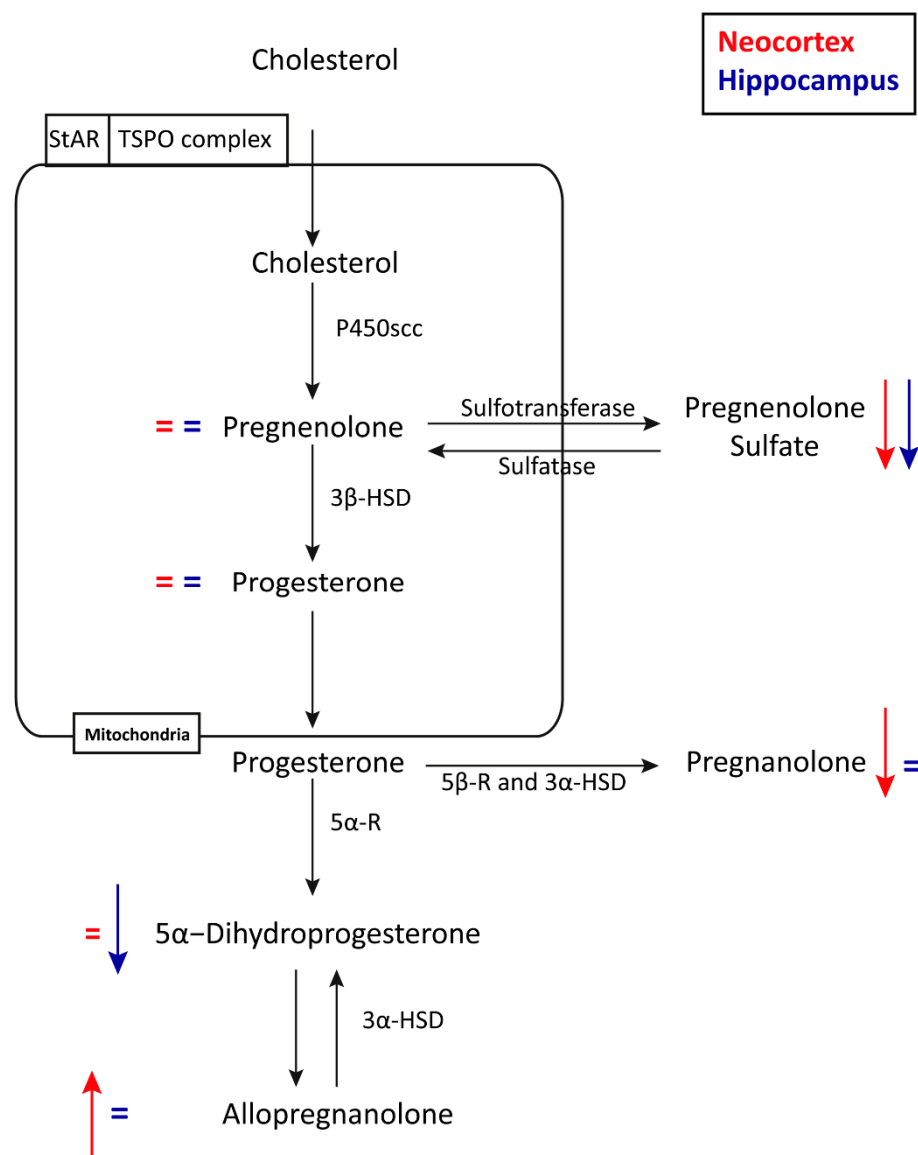 Neocortex
Hippocampus
Cholesterol
StAR TSPO complex
Cholesterol
P450scc
= = Pregnenolone
Sulfotransferase
Sulfatase
Pregnenolone
Sulfate
3β-HSD
= = Progesterone
Mitochondria
Progesterone
5β-R and 3α-HSD
Pregnanolone =
5α-R
= 5α–Dihydroprogesterone
3α-HSD
= Allopregnanolone